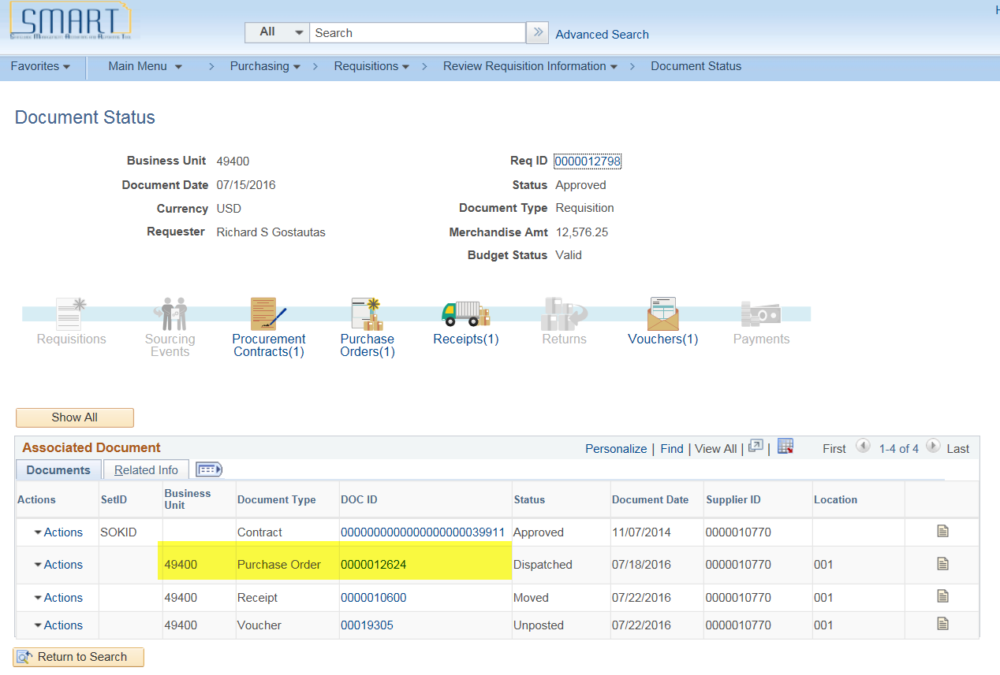 SMART
All
Search
Advanced Search
Favorites
Main Menu
Purchasing
Requisitions
Review Requisition Information
Document Status
Document Status
Business Unit 49400
Req ID 0000012798
Document Date 07/15/2016
Status Approved
Currency USD
Document Type Requisition
Requester Richard S Gostautas
Merchandise Amt 12,576.25
Budget Status Valid
Requisitions
Sourcing
Events
Procurement
Contracts(1)
Purchase
Orders(1)
Receipts(1)
Returns
Vouchers(1)
Payments
Show All
Associated Document
Personalize | Find | View All | |
First 1-4 of 4 Last
Documents
Related Info
Actions SetID Business Unit Document Type DOC ID Status Document Date Supplier ID Location
Actions SOKID Contract 0000000000000000000039911 Approved 11/07/2014 0000010770
Actions 49400 Purchase Order 0000012624 Dispatched 07/18/2016 0000010770 001
Actions 49400 Receipt 0000010600 Moved 07/22/2016 0000010770 001
Actions 49400 Voucher 00019305 Unposted 07/22/2016 0000010770 001
Return to Search